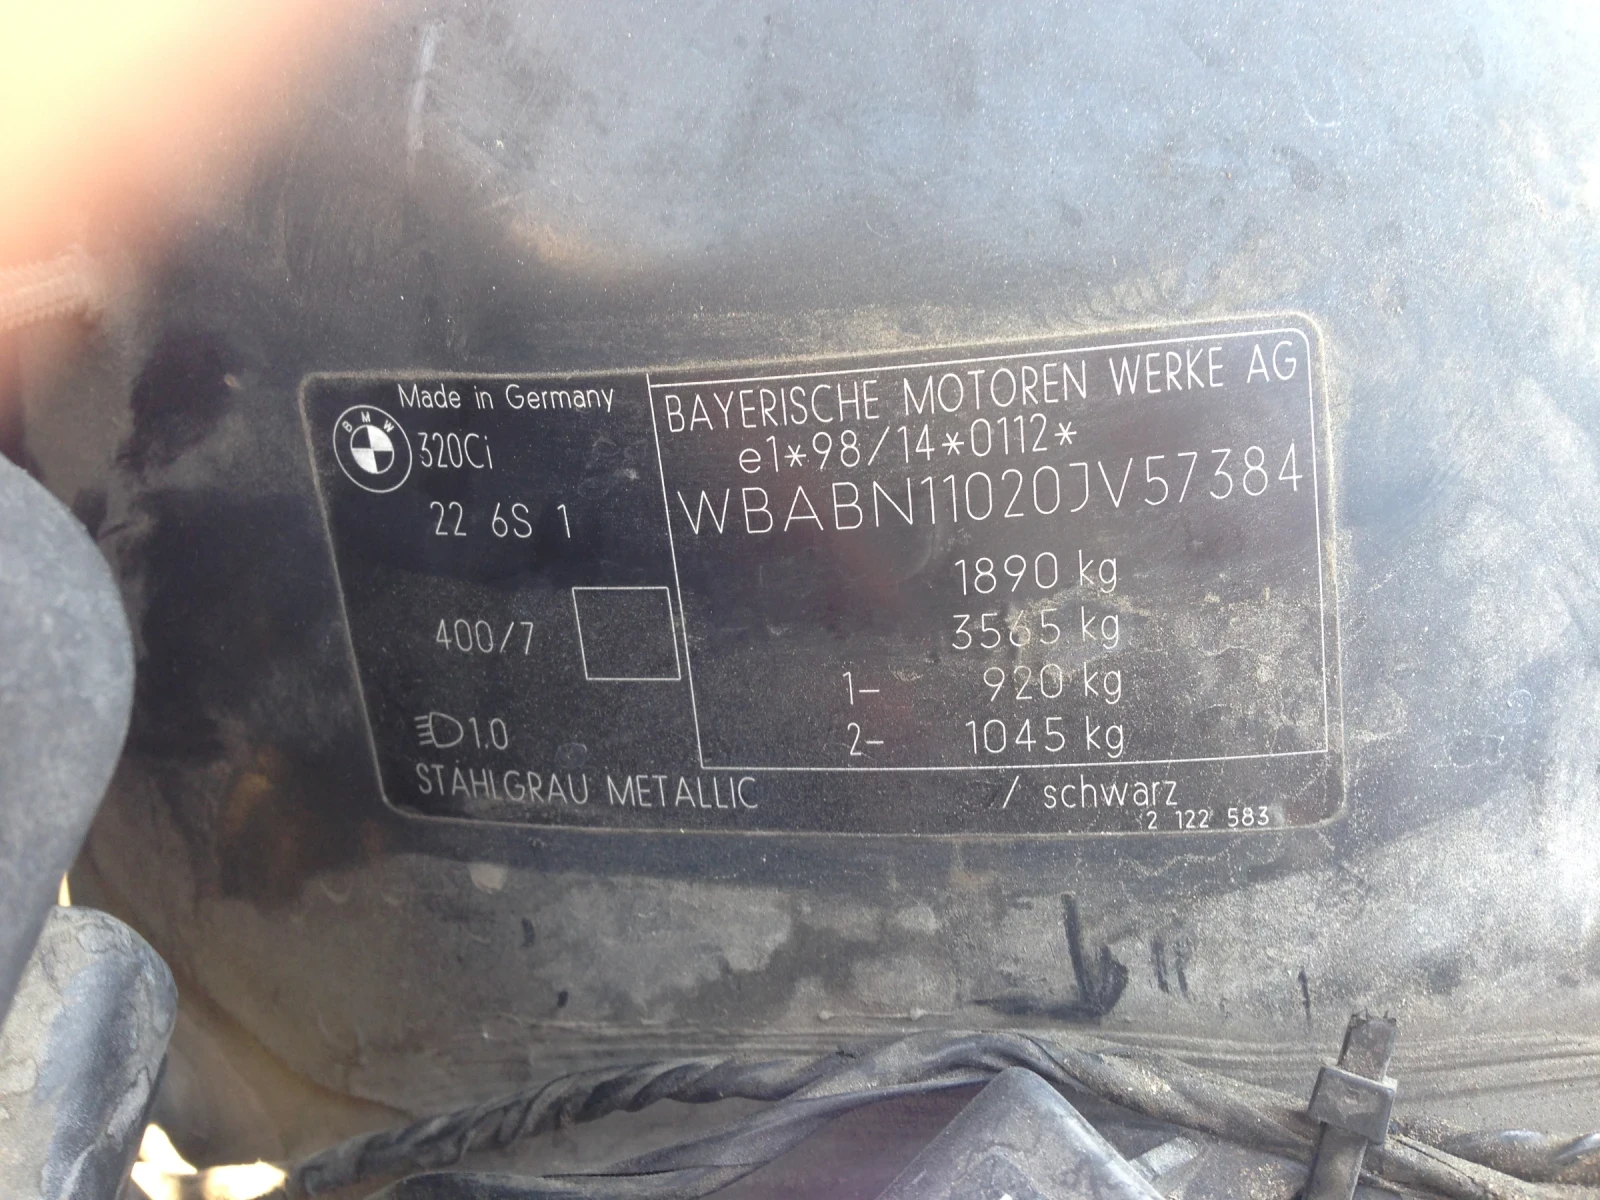 Made in Germany
BMW
320Ci
22 6S 1
400/7
1.0
BAYERISCHE MOTOREN WERKE AG
e1*98/14*0112*
WBABN11020JV57384
1890 kg
3565 kg
1- 920 kg
2- 1045 kg
STAHLGRAU METALLIC / schwarz
2 122 583